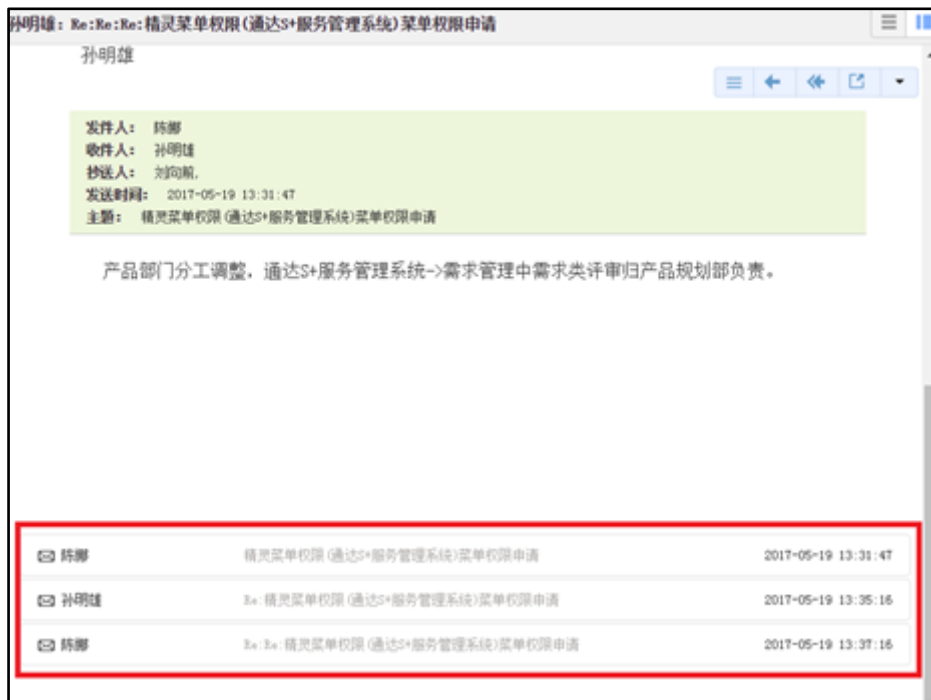 孙明雄: Re:Re:Re:精灵菜单权限(通达S+服务管理系统)菜单权限申请
孙明雄
发件人: 陈娜
收件人: 孙明雄
抄送人: 刘向前,
发送时间: 2017-05-19 13:31:47
主题: 精灵菜单权限(通达S+服务管理系统)菜单权限申请
产品部门分工调整,通达S+服务管理系统->需求管理中需求类评审归产品规划部负责。
陈娜 精灵菜单权限(通达S+服务管理系统)菜单权限申请 2017-05-19 13:31:47
孙明雄 Re:精灵菜单权限(通达S+服务管理系统)菜单权限申请 2017-05-19 13:35:16
陈娜 Re:Re:精灵菜单权限(通达S+服务管理系统)菜单权限申请 2017-05-19 13:37:16